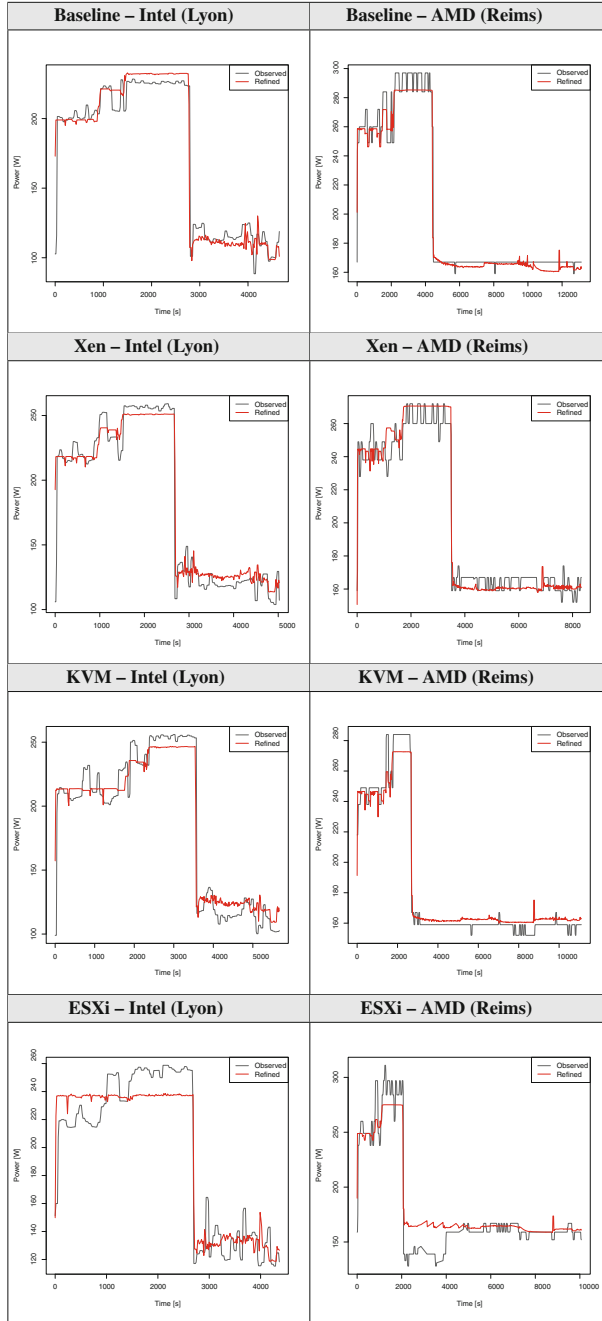 Baseline – Intel (Lyon)
Baseline – AMD (Reims)
Observed
Refined
Power [W]
200
150
100
0 1000 2000 3000 4000
Time [s]
Observed
Refined
Power [W]
300
280
260
240
220
200
180
160
0 2000 4000 6000 8000 10000 12000
Time [s]
Xen – Intel (Lyon)
Xen – AMD (Reims)
Observed
Refined
Power [W]
250
200
150
100
0 1000 2000 3000 4000 5000
Time [s]
Observed
Refined
Power [W]
260
240
220
200
180
160
0 2000 4000 6000 8000
Time [s]
KVM – Intel (Lyon)
KVM – AMD (Reims)
Observed
Refined
Power [W]
250
200
150
100
0 1000 2000 3000 4000 5000
Time [s]
Observed
Refined
Power [W]
280
260
240
220
200
180
160
0 2000 4000 6000 8000 10000
Time [s]
ESXi – Intel (Lyon)
ESXi – AMD (Reims)
Observed
Refined
Power [W]
260
240
220
200
180
160
140
120
0 1000 2000 3000 4000
Time [s]
Observed
Refined
Power [W]
300
250
200
150
0 2000 4000 6000 8000 10000
Time [s]